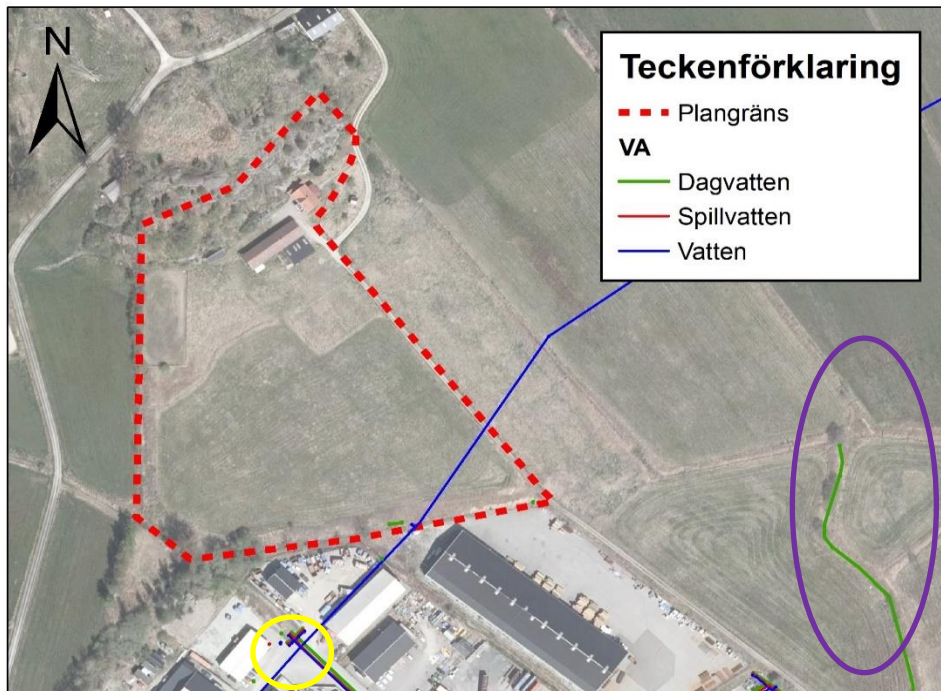 N
Teckenförklaring
Plangräns
VA
Dagvatten
Spillvatten
Vatten